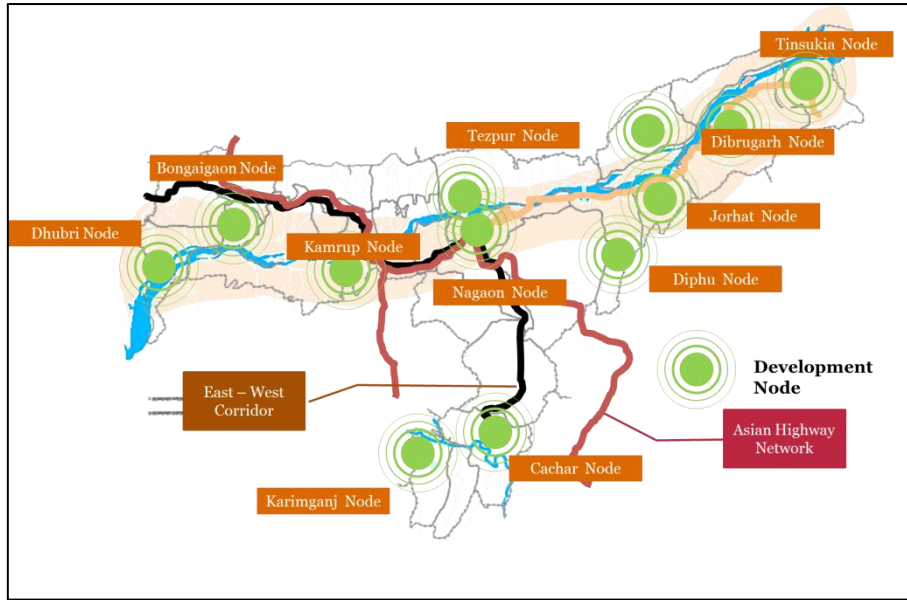 Tinsukia Node
Tezpur Node
Dibrugarh Node
Bongaigaon Node
Jorhat Node
Dhubri Node
Kamrup Node
Diphu Node
Nagaon Node
Development
Node
East – West
Corridor
Asian Highway
Network
Cachar Node
Karimganj Node